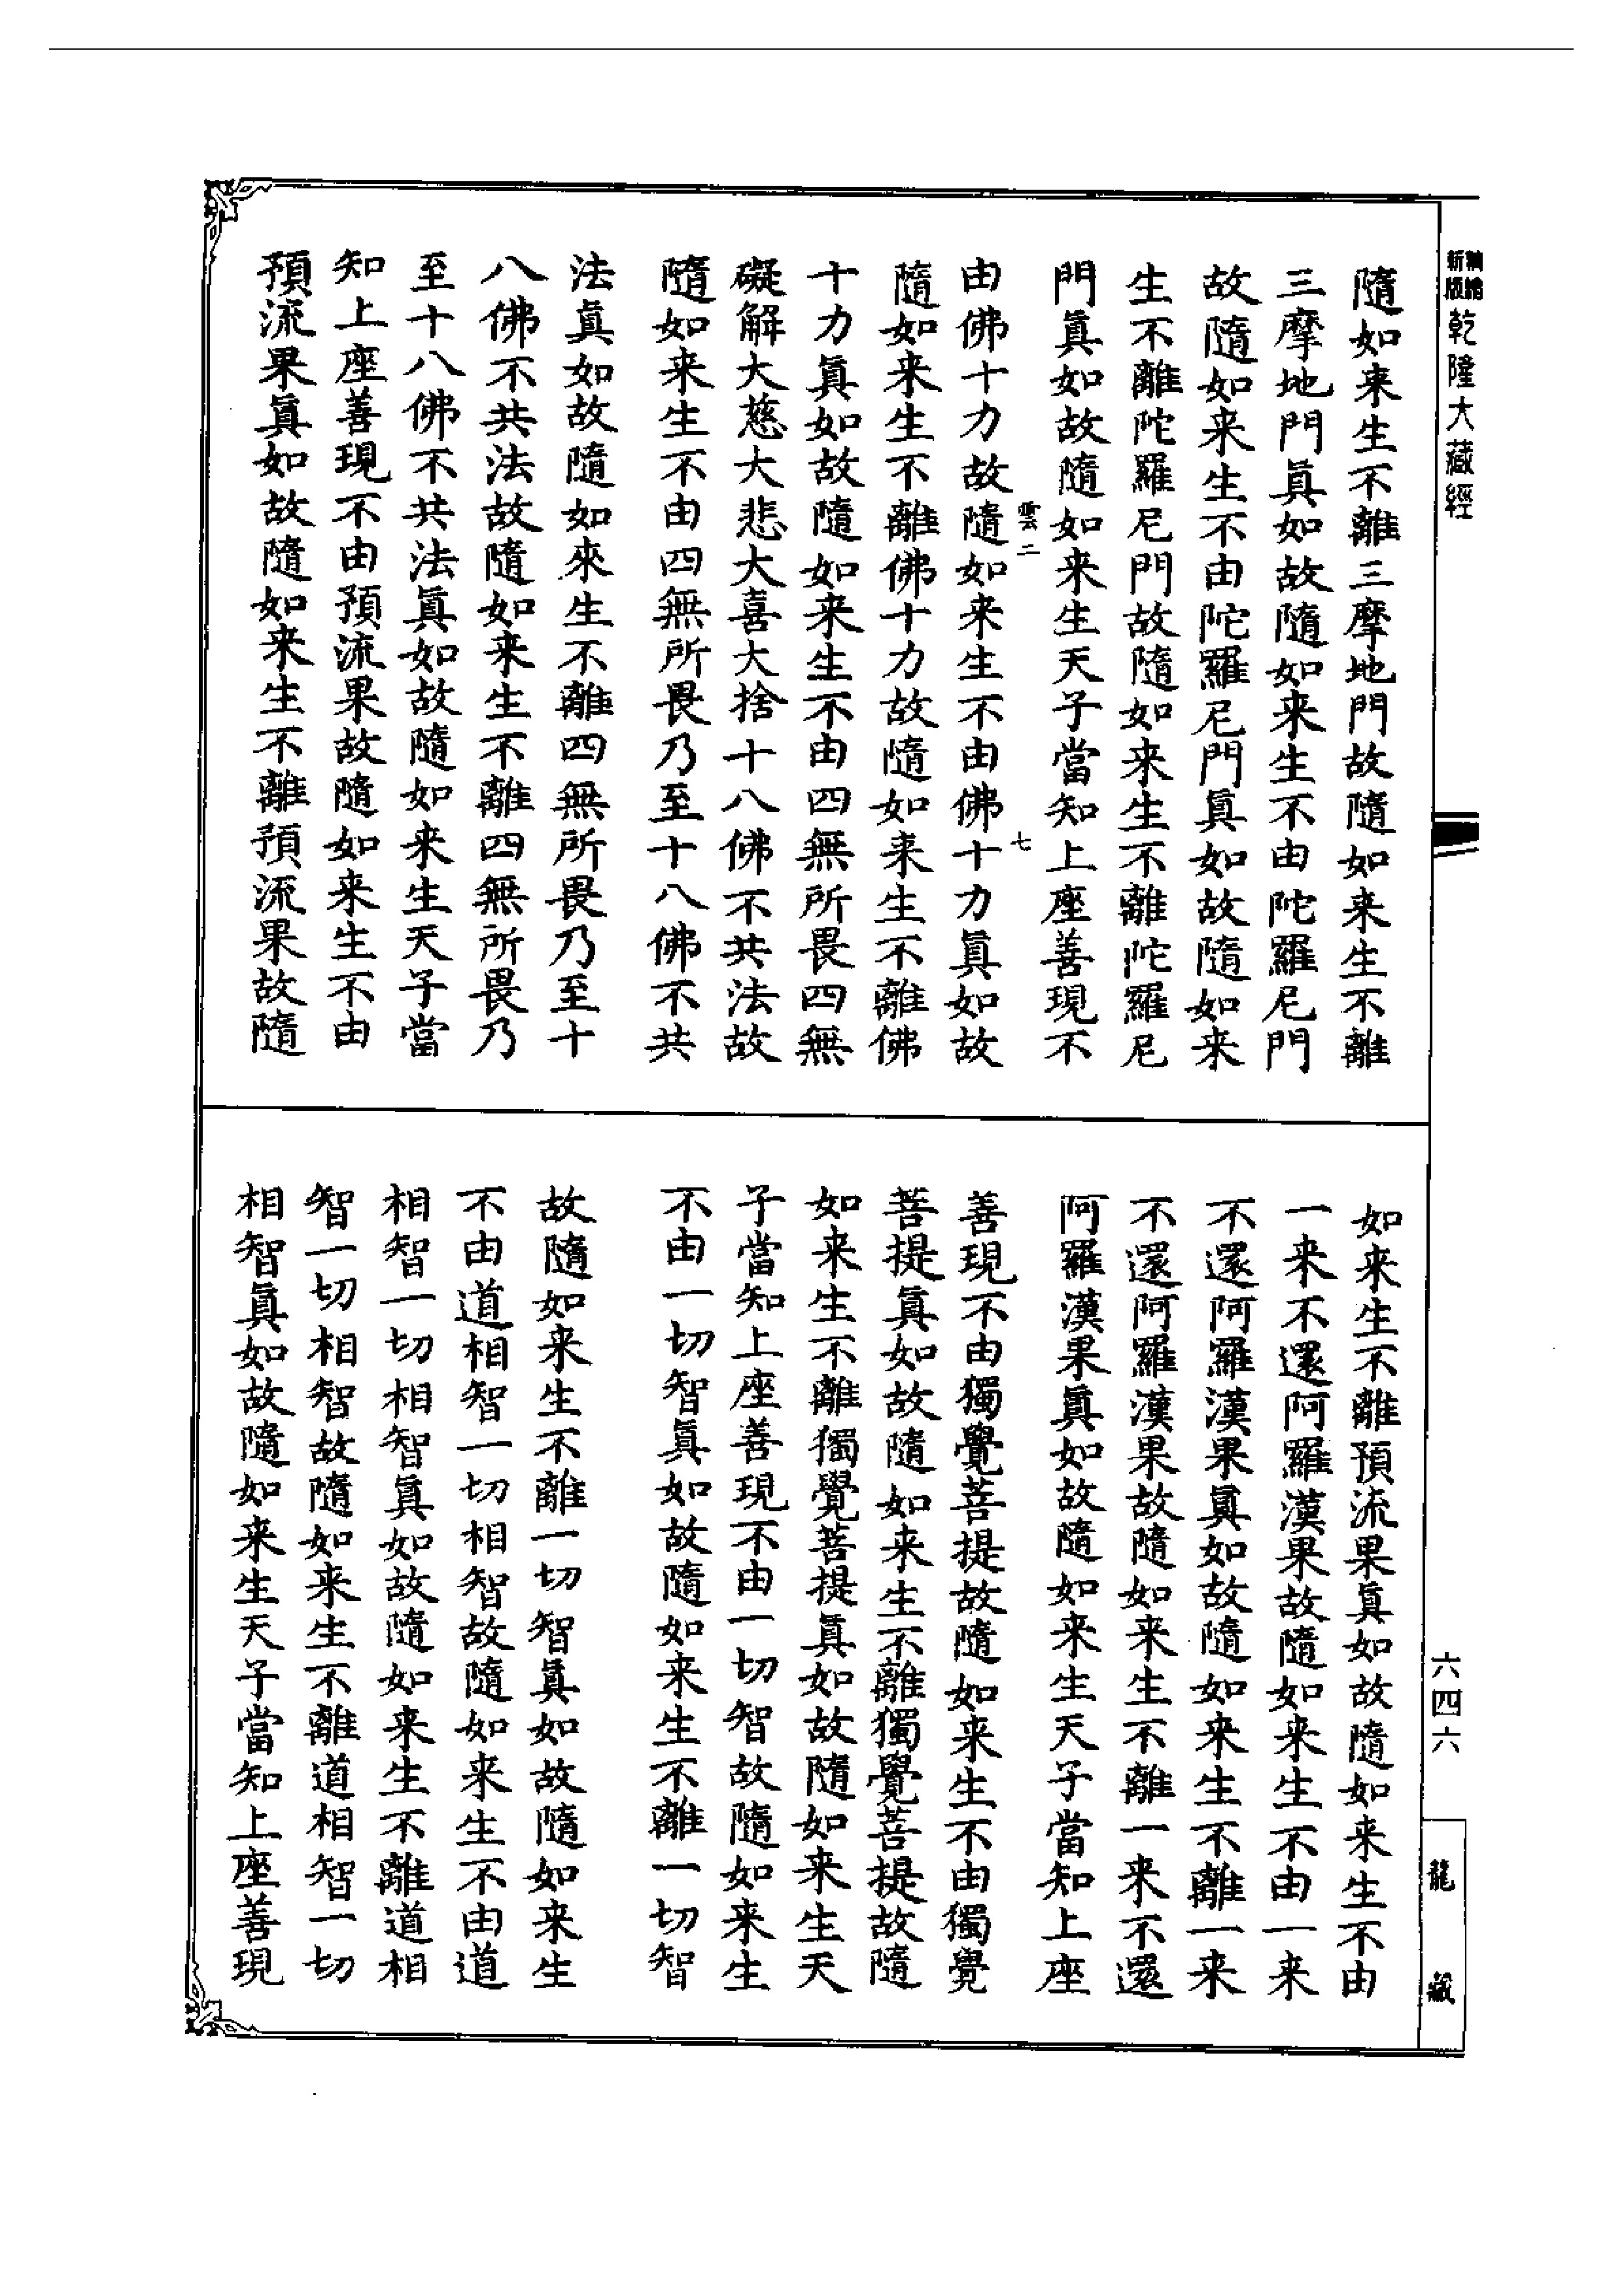 新版
乾隆大藏經
隨如来生不離三摩地門故隨如来生不離
三摩地門真如故隨如来生不由陀羅尼門
故隨如来生不由陀羅尼門真如故隨如来
生不離陀羅尼門故隨如来生不離陀羅尼
門真如故隨如来生天子當知上座善現不
雲二
七
由佛十力故隨如来生不由佛十力真如故
隨如来生不離佛十力故隨如来生不離佛
十力真如故隨如来生不由四無所畏四無
礙解大慈大悲大喜大捨十八佛不共法故
隨如来生不由四無所畏乃至十八佛不共
法真如故隨如來生不離四無所畏乃至十
八佛不共法故隨如来生不離四無所畏乃
至十八佛不共法真如故隨如来生天子當
知上座善現不由預流果故隨如来生不由
預流果真如故隨如来生不離預流果故隨
如来生不離預流果真如故隨如来生不由
一来不還阿羅漢果故隨如来生不由一来
不還阿羅漢果真如故隨如来生不離一来
不還阿羅漢果故隨如来生不離一来不還
阿羅漢果真如故隨如来生天子當知上座
善現不由獨覺菩提故隨如来生不由獨覺
菩提真如故隨如来生不離獨覺菩提故隨
如来生不離獨覺菩提真如故隨如来生天
子當知上座善現不由一切智故隨如来生
不由一切智真如故隨如来生不離一切智
故隨如来生不離一切智真如故隨如来生
不由道相智一切相智故隨如来生不由道
相智一切相智真如故隨如来生不離道相
智一切相智故隨如来生不離道相智一切
相智真如故隨如来生天子當知上座善現
六四六
龍藏